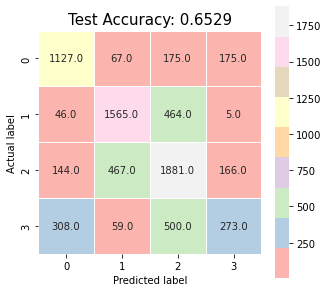 Test Accuracy: 0.6529
0 1127.0 67.0 175.0 175.0
1 46.0 1565.0 464.0 5.0
2 144.0 467.0 1881.0 166.0
3 308.0 59.0 500.0 273.0
0 1 2 3
Actual label
Predicted label
1750
1500
1250
1000
750
500
250